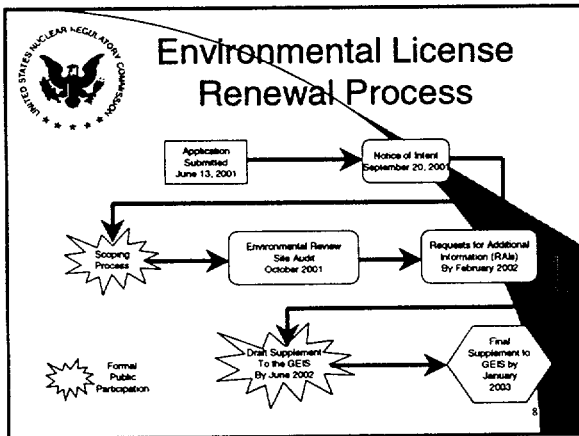 UNITED STATES NUCLEAR REGULATORY COMMISSION
Environmental License
Renewal Process
Application
Submitted
June 13, 2001
Notice of Intent
September 20, 2001
Scoping
Process
Environmental Review
Site Audit
October 2001
Requests for Additional
Information (RAIs)
By February 2002
Draft Supplement
To the GEIS
By June 2002
Final
Supplement to
GEIS by
January
2003
Formal
Public
Participation
8